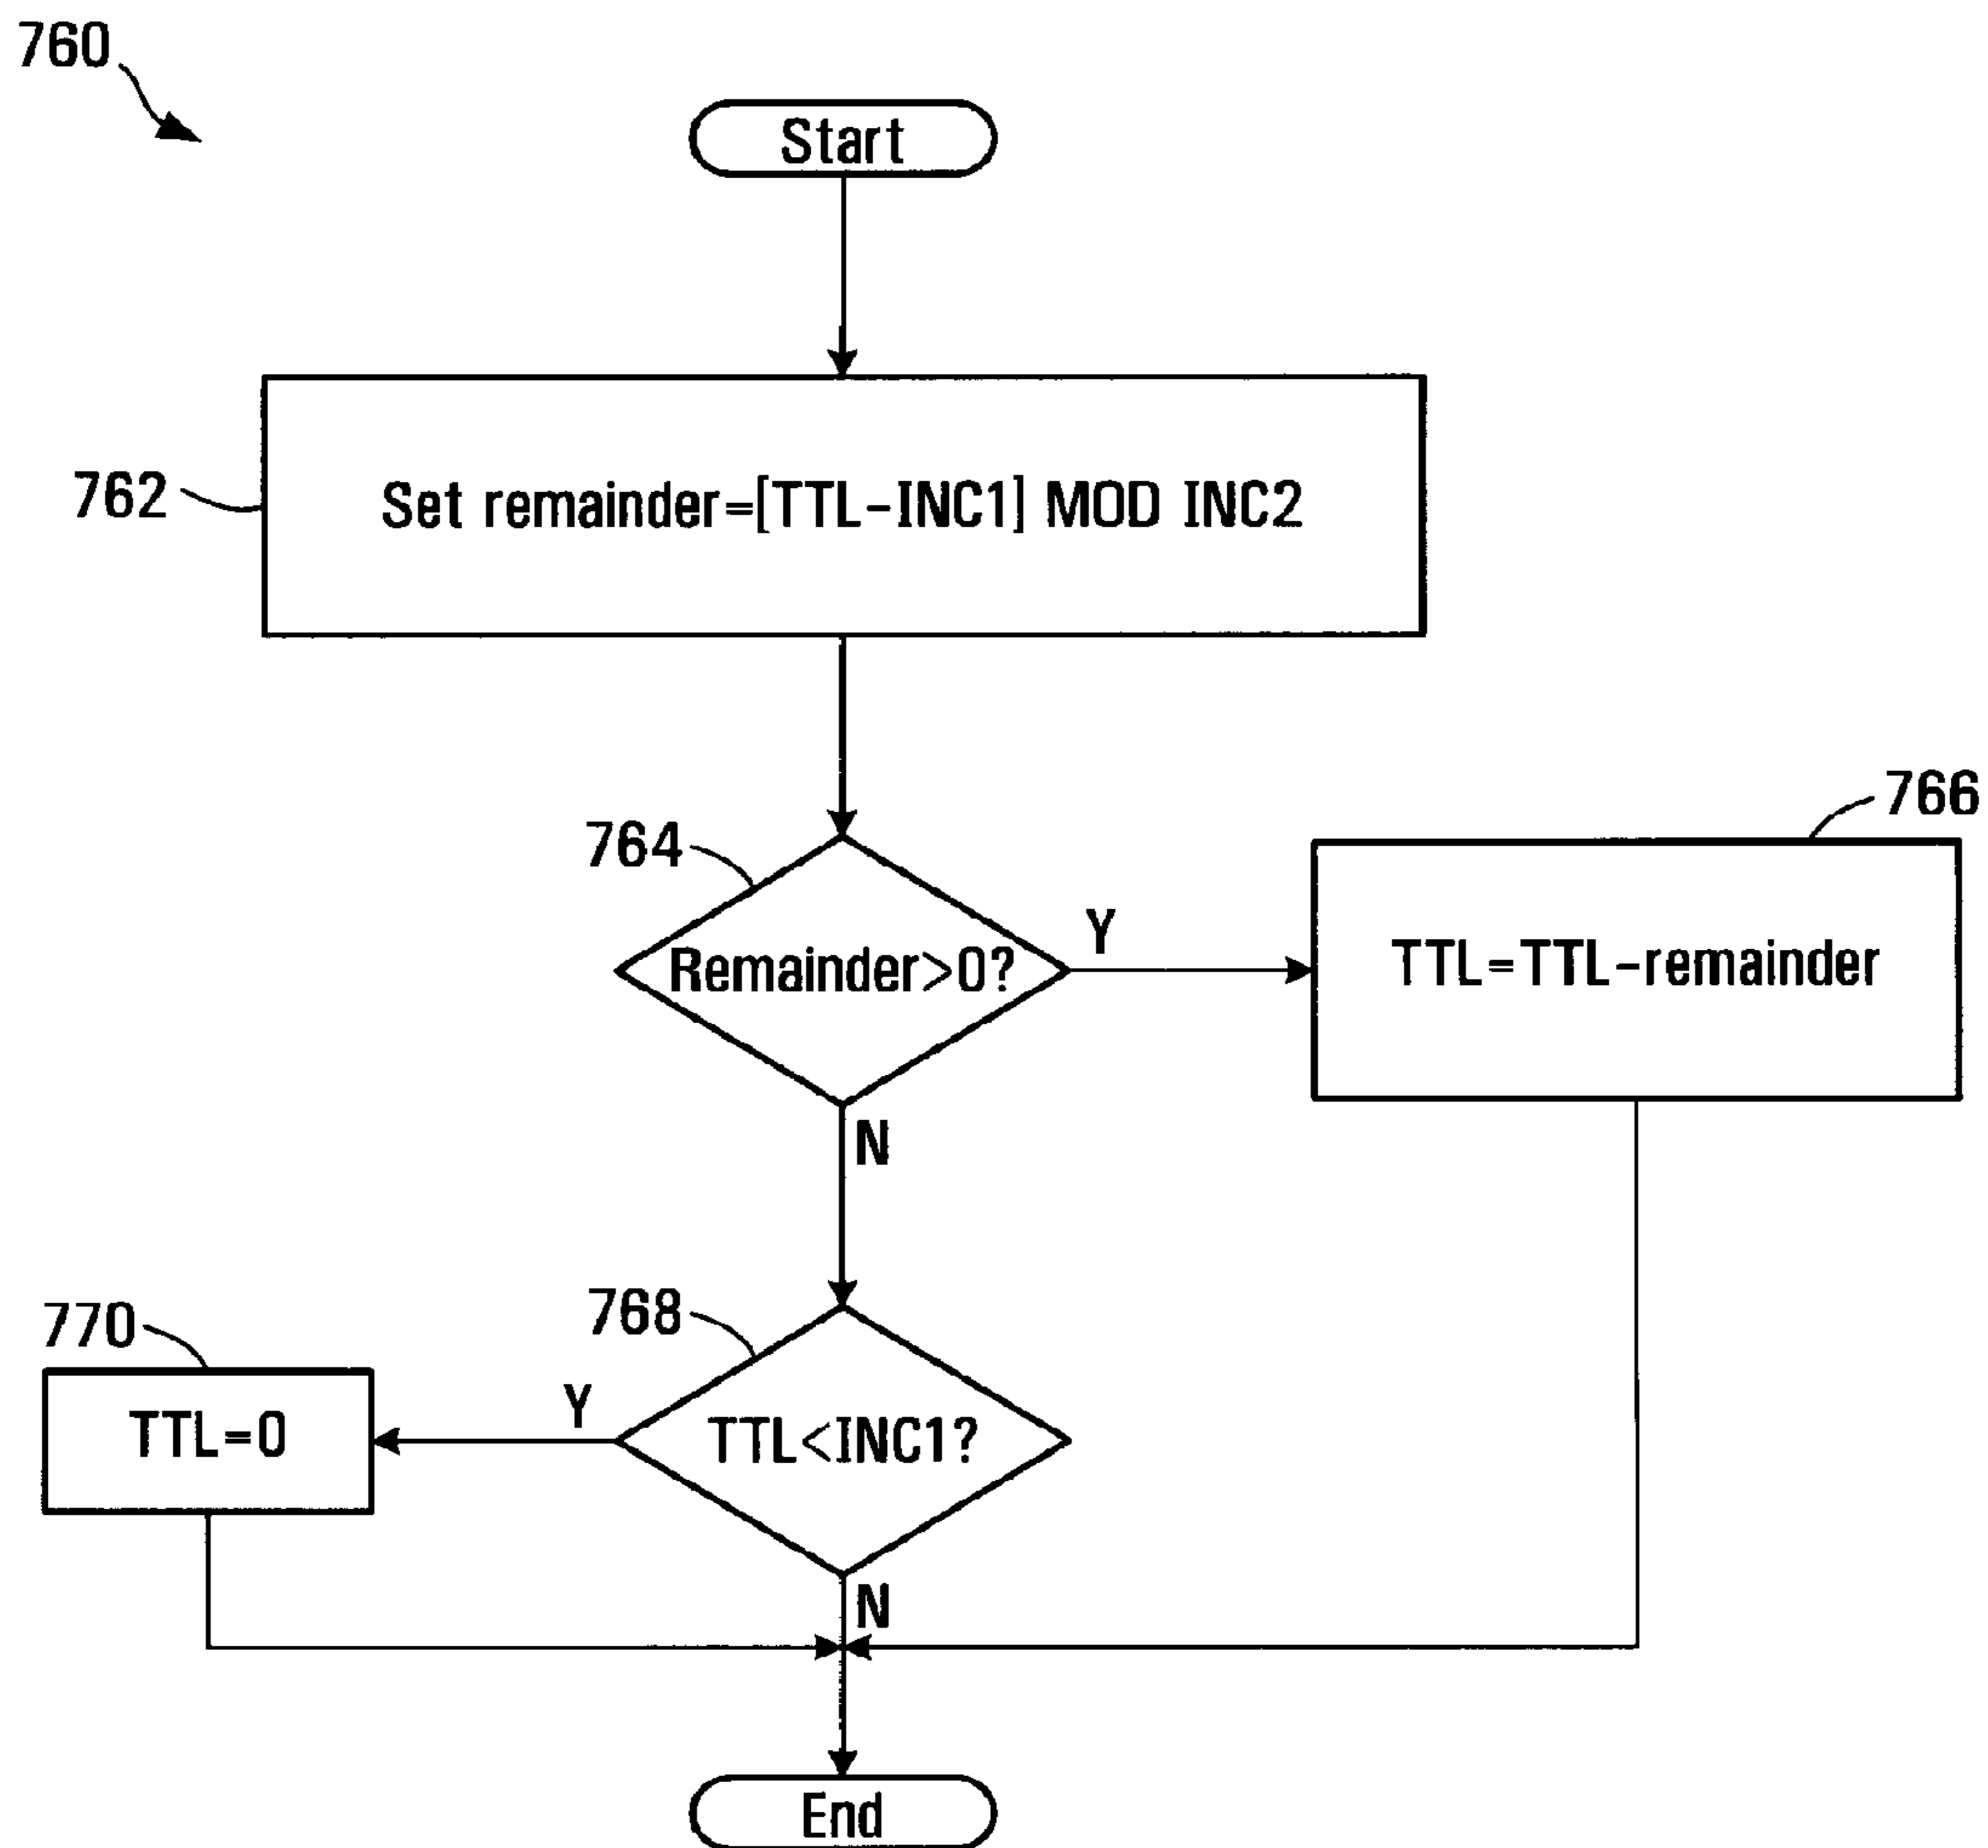 760
Start
762
Set remainder=[TTL-INC1] MOD INC2
764
Remainder>0?
Y
766
TTL=TTL-remainder
N
768
TTL<INC1?
Y
770
TTL=0
N
End